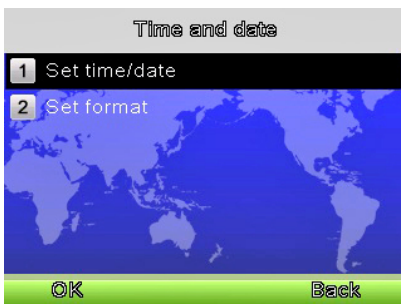 Time and date
1 Set time/date
2 Set format
OK Back